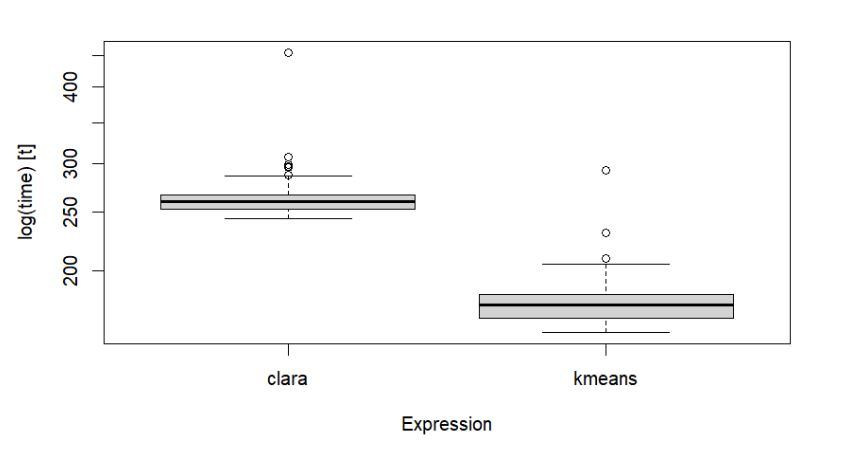 log(time) [t]
400
300
250
200
clara kmeans
Expression